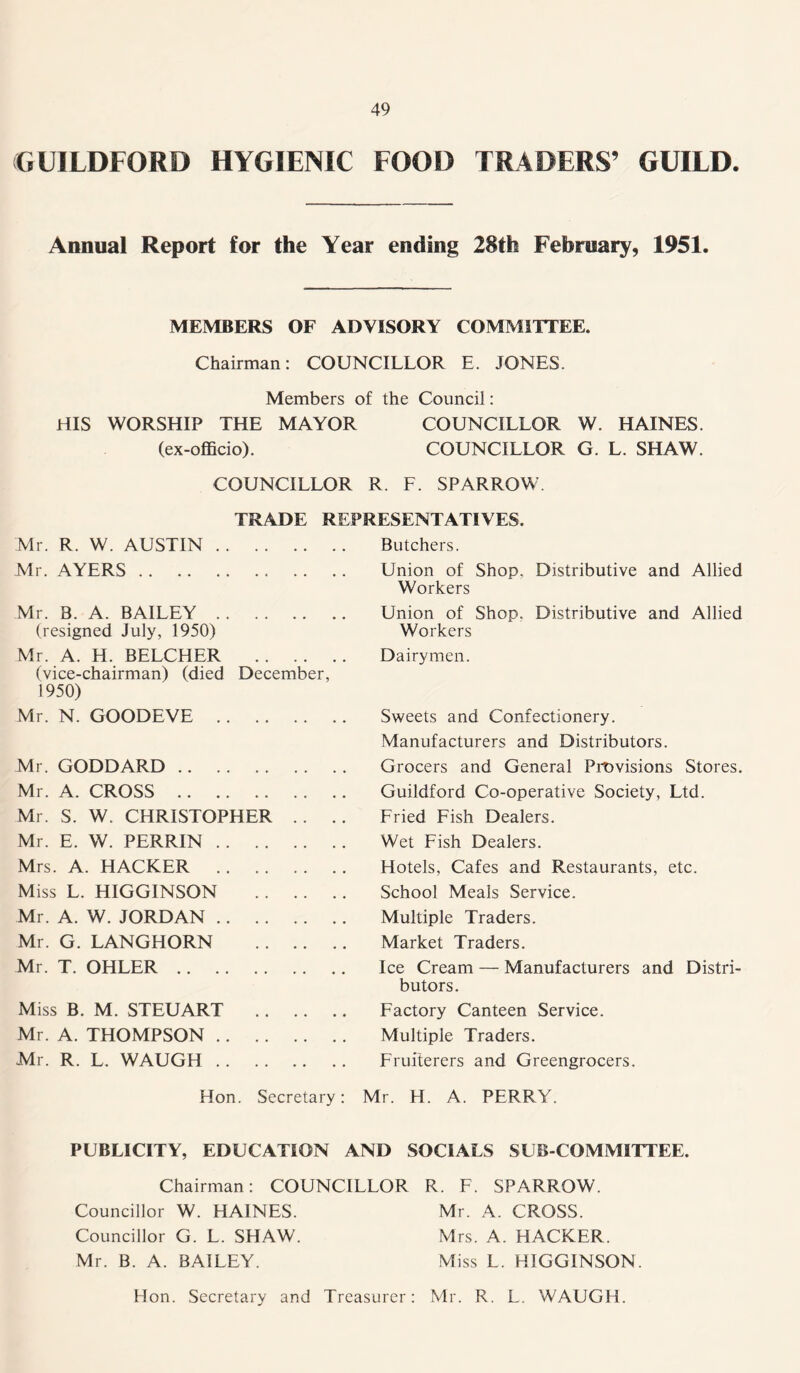 49
GUILDFORD HYGIENIC FOOD TRADERS' GUILD.
Annual Report for the Year ending 28th February, 1951.
MEMBERS OF ADVISORY COMMITTEE.
Chairman: COUNCILLOR E. JONES.
Members of the Council:
HIS WORSHIP THE MAYOR COUNCILLOR W. HAINES.
(ex-officio). COUNCILLOR G. L. SHAW.
COUNCILLOR R. F. SPARROW.
TRADE REPRESENTATIVES.
Mr. R. W. AUSTIN .. .. .. .. .. Butchers.
Mr. AYERS .. .. .. .. .. .. .. Union of Shop, Distributive and Allied
Workers
Mr. B. A. BAILEY .. .. .. .. .. Union of Shop, Distributive and Allied
(resigned July, 1950) Workers
Mr. A. H. BELCHER .. .. .. .. Dairymen.
(vice-chairman) (died December,
1950)
Mr. N. GOODEVE .. .. .. .. .. Sweets and Confectionery.
Manufacturers and Distributors.
Mr. GODDARD .. .. .. .. .. .. Grocers and General Provisions Stores.
Mr. A. CROSS .. .. .. .. .. .. Guildford Co-operative Society, Ltd.
Mr. S. W. CHRISTOPHER .. .. Fried Fish Dealers.
Mr. E. W. PERRIN .. .. .. .. .. Wet Fish Dealers.
Mrs. A. HACKER .. .. .. .. .. Hotels, Cafes and Restaurants, etc.
Miss L. HIGGINSON .. .. .. .. School Meals Service.
Mr. A. W. JORDAN .. .. .. .. .. Multiple Traders.
Mr. G. LANGHORN .. .. .. .. Market Traders.
Mr. T. OHLER .. .. .. .. .. .. Ice Cream — Manufacturers and Distri-
butors.
Miss B. M. STEUART .. .. .. .. Factory Canteen Service.
Mr. A. THOMPSON .. .. .. .. .. Multiple Traders.
Mr. R. L. WAUGH .. .. .. .. .. Fruiterers and Greengrocers.
Hon. Secretary: Mr. H. A. PERRY.
PUBLICITY, EDUCATION AND SOCIALS SUB-COMMITTEE.
Chairman: COUNCILLOR R. F. SPARROW.
Councillor W. HAINES. Mr. A. CROSS.
Councillor G. L. SHAW. Mrs. A. HACKER.
Mr. B. A. BAILEY. Miss L. HIGGINSON.
Hon. Secretary and Treasurer: Mr. R. L. WAUGH.